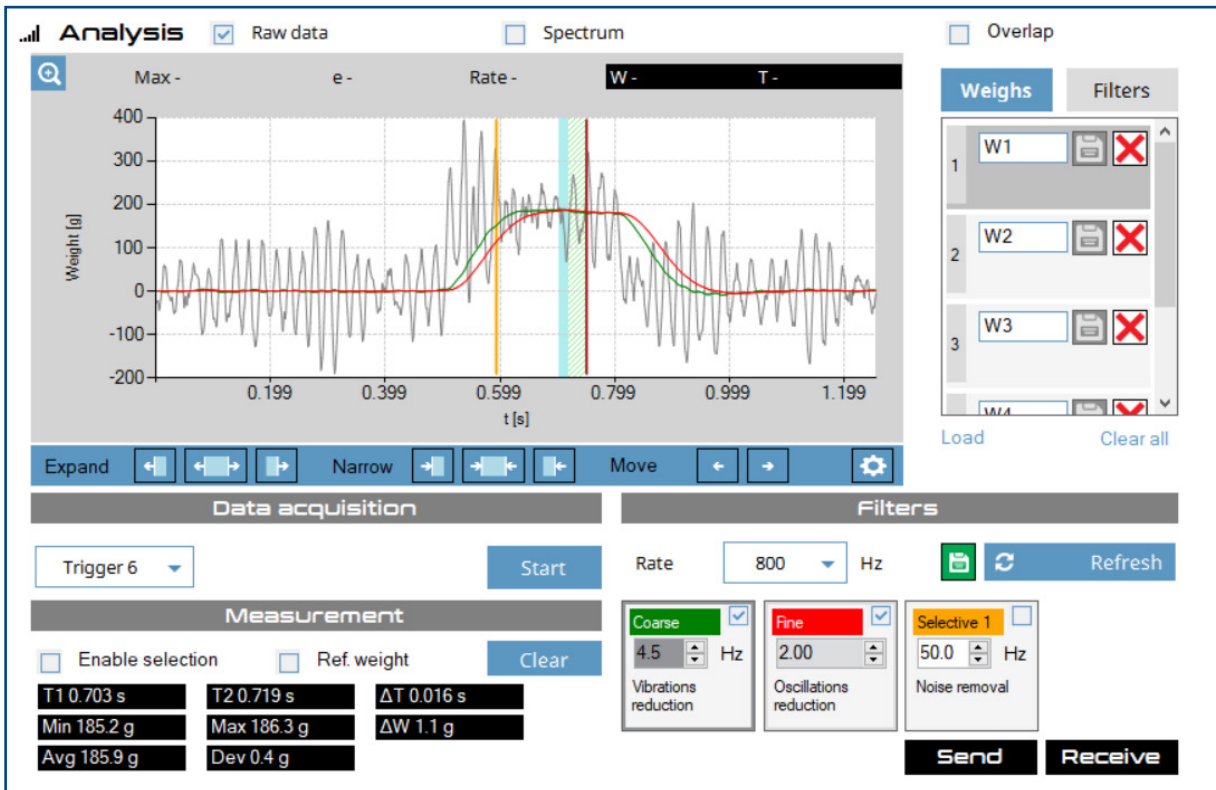 Analysis Raw data Spectrum Overlap
Max - e - Rate - W - T -
Weighs Filters
400
300
200
100
0
-100
-200
Weight [g]
0.199 0.399 0.599 0.799 0.999 1.199
t [s]
1 W1
2 W2
3 W3
W4
Load Clear all
Expand Narrow Move
Data acquisition
Trigger 6 Start
Measurement
Enable selection Ref. weight Clear
T1 0.703 s T2 0.719 s ΔT 0.016 s
Min 185.2 g Max 186.3 g ΔW 1.1 g
Avg 185.9 g Dev 0.4 g
Filters
Rate 800 Hz Refresh
Coarse Fine Selective 1
4.5 Hz 2.00 50.0 Hz
Vibrations Oscillations Noise removal
reduction reduction
Send Receive